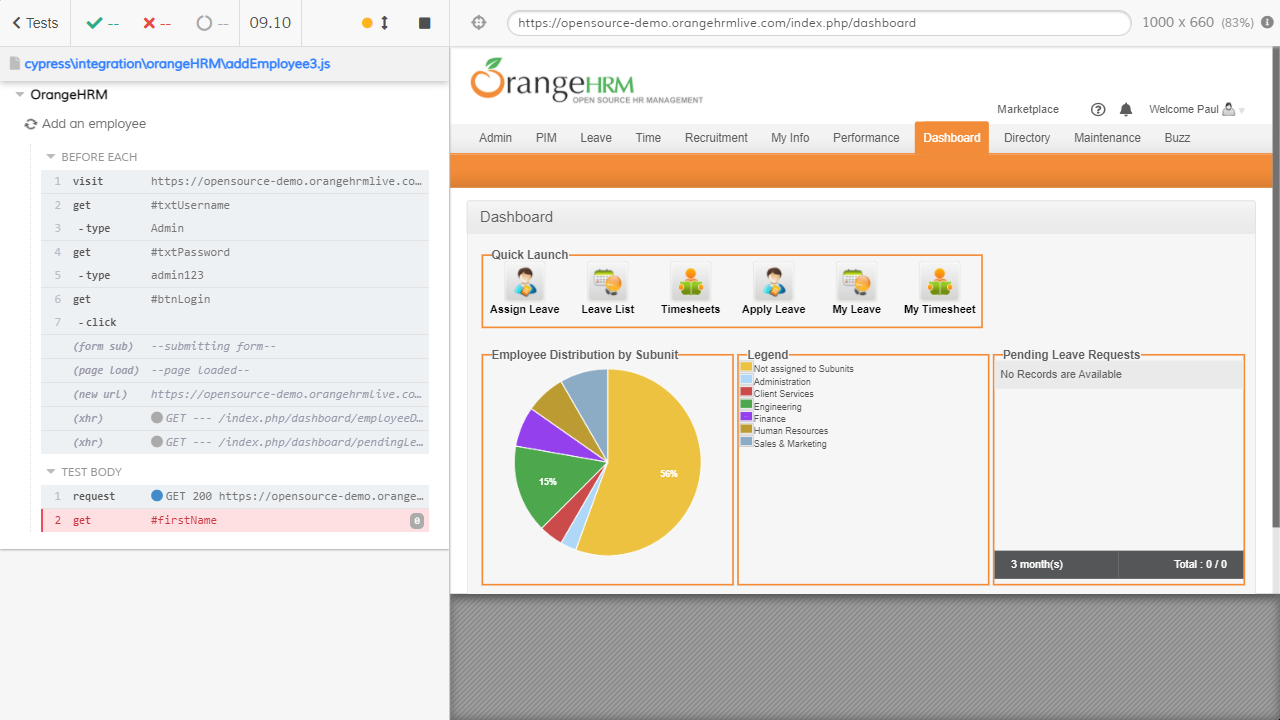 Tests
--
--
--
09.10
https://opensource-demo.orangehrmlive.com/index.php/dashboard
1000 x 660 (83%)
cypress\integration\orangeHRM\addEmployee3.js
OrangeHRM
Add an employee
BEFORE EACH
1 visit https://opensource-demo.orangehrmlive.co…
2 get #txtUsername
3 -type Admin
4 get #txtPassword
5 -type admin123
6 get #btnLogin
7 -click
(form sub) --submitting form--
(page load) --page loaded--
(new url) https://opensource-demo.orangehrmlive.co…
(xhr) GET --- /index.php/dashboard/employeeD…
(xhr) GET --- /index.php/dashboard/pendingLe…
TEST BODY
1 request GET 200 https://opensource-demo.orange…
2 get #firstName 0
OrangeHRM
OPEN SOURCE HR MANAGEMENT
Marketplace
?
Welcome Paul
Admin PIM Leave Time Recruitment My Info Performance Dashboard Directory Maintenance Buzz
Dashboard
Quick Launch
Assign Leave Leave List Timesheets Apply Leave My Leave My Timesheet
Employee Distribution by Subunit
56%
15%
Legend
Not assigned to Subunits
Administration
Client Services
Engineering
Finance
Human Resources
Sales & Marketing
Pending Leave Requests
No Records are Available
3 month(s) Total : 0 / 0